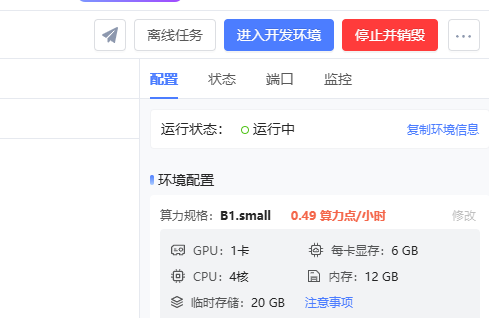 离线任务 进入开发环境 停止并销毁 ...
配置 状态 端口 监控
运行状态： 运行中 复制环境信息
环境配置
算力规格：B1.small 0.49 算力点/小时 修改
GPU：1卡 每卡显存：6 GB
CPU：4核 内存：12 GB
临时存储：20 GB 注意事项